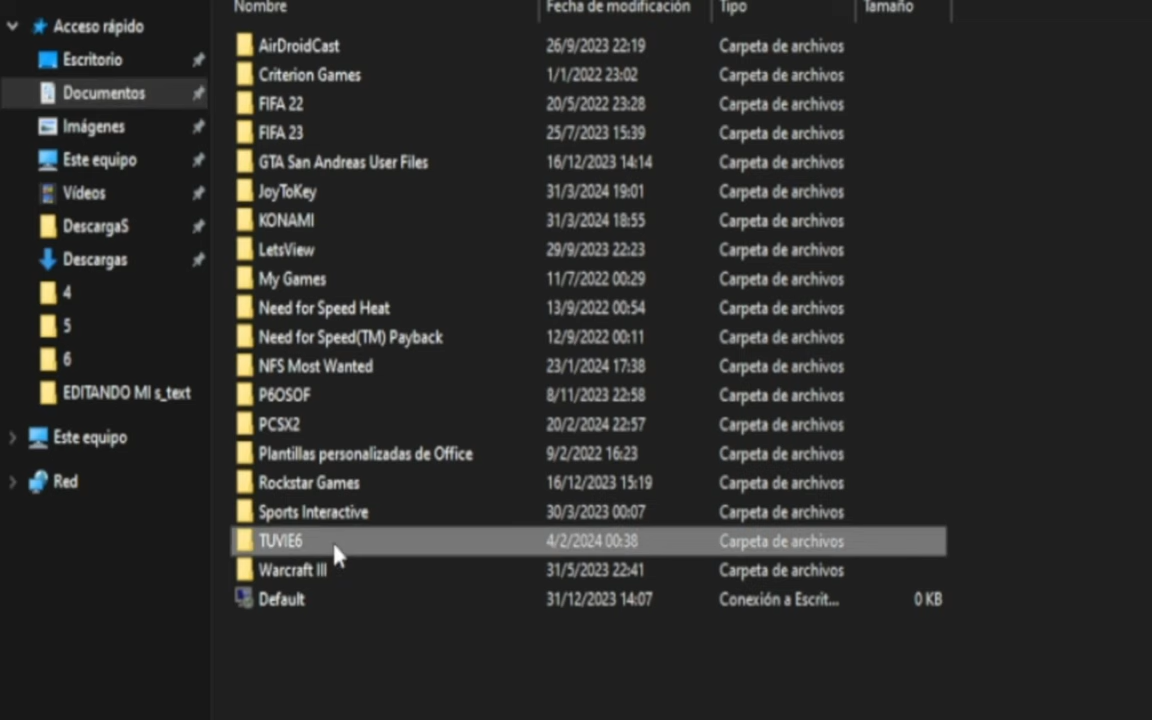 Nombre Fecha de modificación Tipo Tamaño
Acceso rápido
Escritorio
Documentos
Imágenes
Este equipo
Vídeos
DescargaS
Descargas
4
5
6
EDITANDO MI s_text
Este equipo
Red
AirDroidCast 26/9/2023 22:19 Carpeta de archivos
Criterion Games 1/1/2022 23:02 Carpeta de archivos
FIFA 22 20/5/2022 23:28 Carpeta de archivos
FIFA 23 25/7/2023 15:39 Carpeta de archivos
GTA San Andreas User Files 16/12/2023 14:14 Carpeta de archivos
JoyToKey 31/3/2024 19:01 Carpeta de archivos
KONAMI 31/3/2024 18:55 Carpeta de archivos
LetsView 29/9/2023 22:23 Carpeta de archivos
My Games 11/7/2022 00:29 Carpeta de archivos
Need for Speed Heat 13/9/2022 00:54 Carpeta de archivos
Need for Speed(TM) Payback 12/9/2022 00:11 Carpeta de archivos
NFS Most Wanted 23/1/2024 17:38 Carpeta de archivos
P6OSOF 8/11/2023 22:58 Carpeta de archivos
PCSX2 20/2/2024 22:57 Carpeta de archivos
Plantillas personalizadas de Office 9/2/2022 16:23 Carpeta de archivos
Rockstar Games 16/12/2023 15:19 Carpeta de archivos
Sports Interactive 30/3/2023 00:07 Carpeta de archivos
TUVIE6 4/2/2024 00:38 Carpeta de archivos
Warcraft III 31/5/2023 22:41 Carpeta de archivos
Default 31/12/2023 14:07 Conexión a Escrit... 0 KB